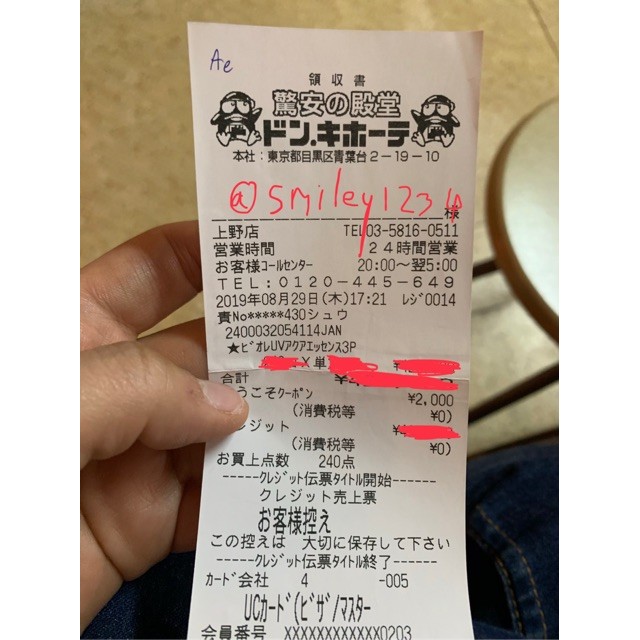 Ae
領収書
驚安の殿堂
ドン.キホーテ
本社：東京都目黒区青葉台2-19-10
@smiley1234
様
上野店 TEL03-5816-0511
営業時間 24時間営業
お客様コールセンター 20:00～翌5:00
TEL:0120-445-649
2019年08月29日(木)17:21 レジ0014
責No*****430シュウ
2400032054114JAN
★ビオレUVアクアエッセンス3P
X単
合計
うこそクーポン ¥2,000
(消費税等 ¥0)
ジット
(消費税等 ¥0)
お買上点数 240点
-----クレジット伝票タイトル開始------
クレジット売上票
お客様控え
この控えは 大切に保存して下さい
-----クレジット伝票タイトル終了------
カード会社 4 -005
UCカード(ビザ/マスター
会員番号 XXXXXXXXXXXX0203